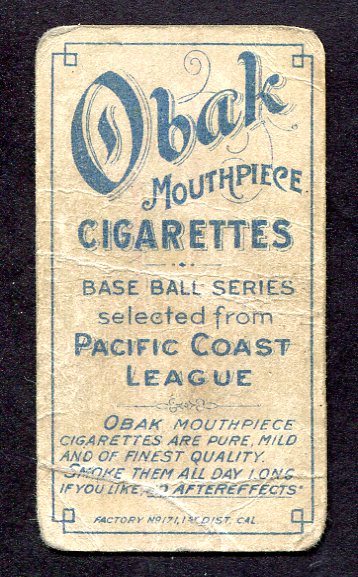 Obak
MOUTHPIECE
CIGARETTES
BASE BALL SERIES
selected from
PACIFIC COAST
LEAGUE
OBAK MOUTHPIECE
CIGARETTES ARE PURE, MILD
AND OF FINEST QUALITY.
SMOKE THEM ALL DAY LONG
IF YOU LIKE, AFTEREFFECTS"
FACTORY Nº 171, 1ST DIST. CAL